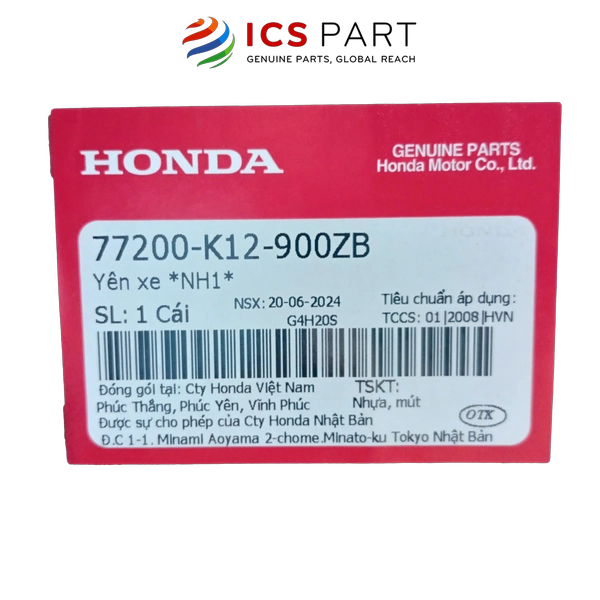 ICS PART
GENUINE PARTS, GLOBAL REACH
HONDA
GENUINE PARTS
Honda Motor Co., Ltd.
77200-K12-900ZB
Yên xe *NH1*
SL: 1 Cái
NSX: 20-06-2024
G4H20S
Tiêu chuẩn áp dụng:
TCCS: 01|2008|HVN
Đóng gói tại: Cty Honda Việt Nam
Phúc Thắng, Phúc Yên, Vĩnh Phúc
TSKT:
Nhựa, mút
Được sự cho phép của Cty Honda Nhật Bản
Đ.C 1-1. Minami Aoyama 2-chome.Minato-ku Tokyo Nhật Bản
OTK